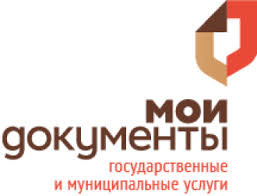 мои
документы
государственные
и муниципальные услуги